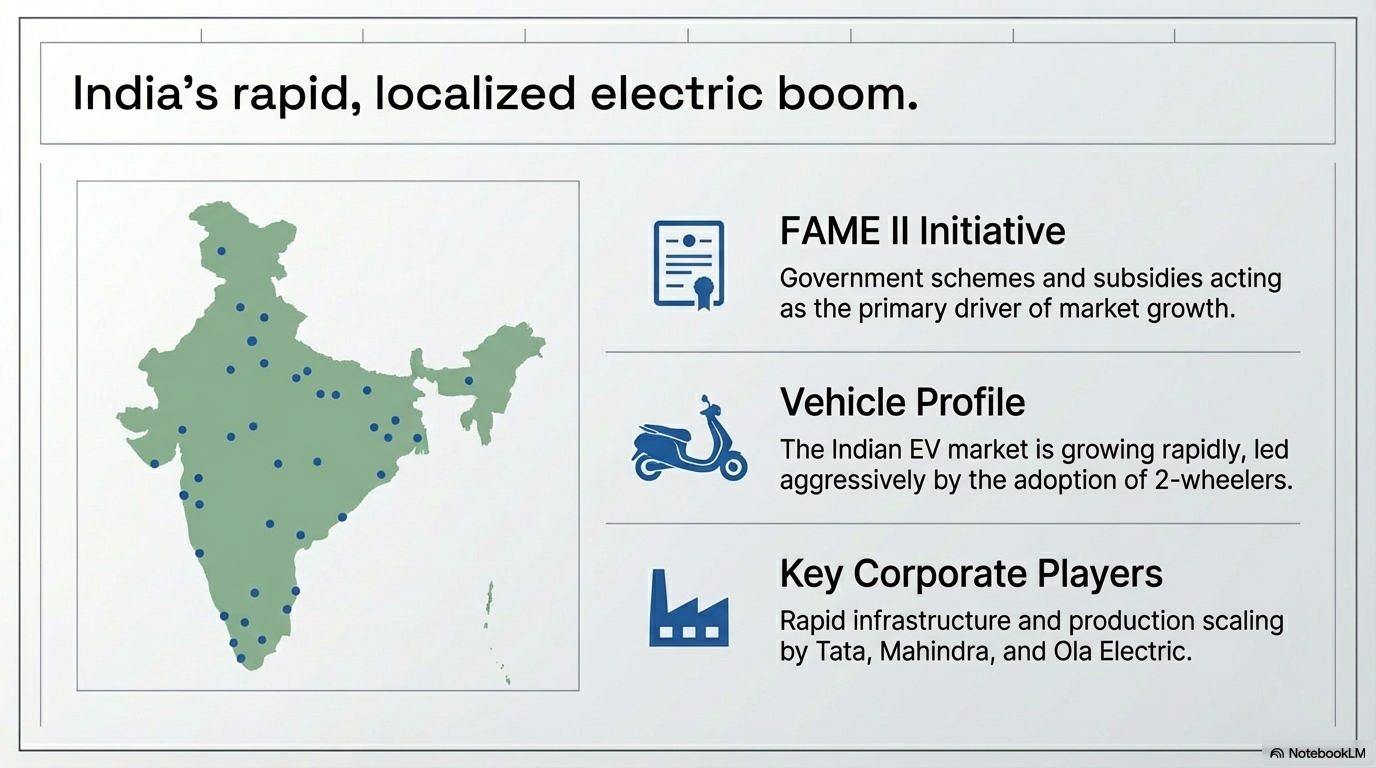 India's rapid, localized electric boom.
FAME II Initiative
Government schemes and subsidies acting
as the primary driver of market growth.
Vehicle Profile
The Indian EV market is growing rapidly, led
aggressively by the adoption of 2-wheelers.
Key Corporate Players
Rapid infrastructure and production scaling
by Tata, Mahindra, and Ola Electric.
NotebookLM